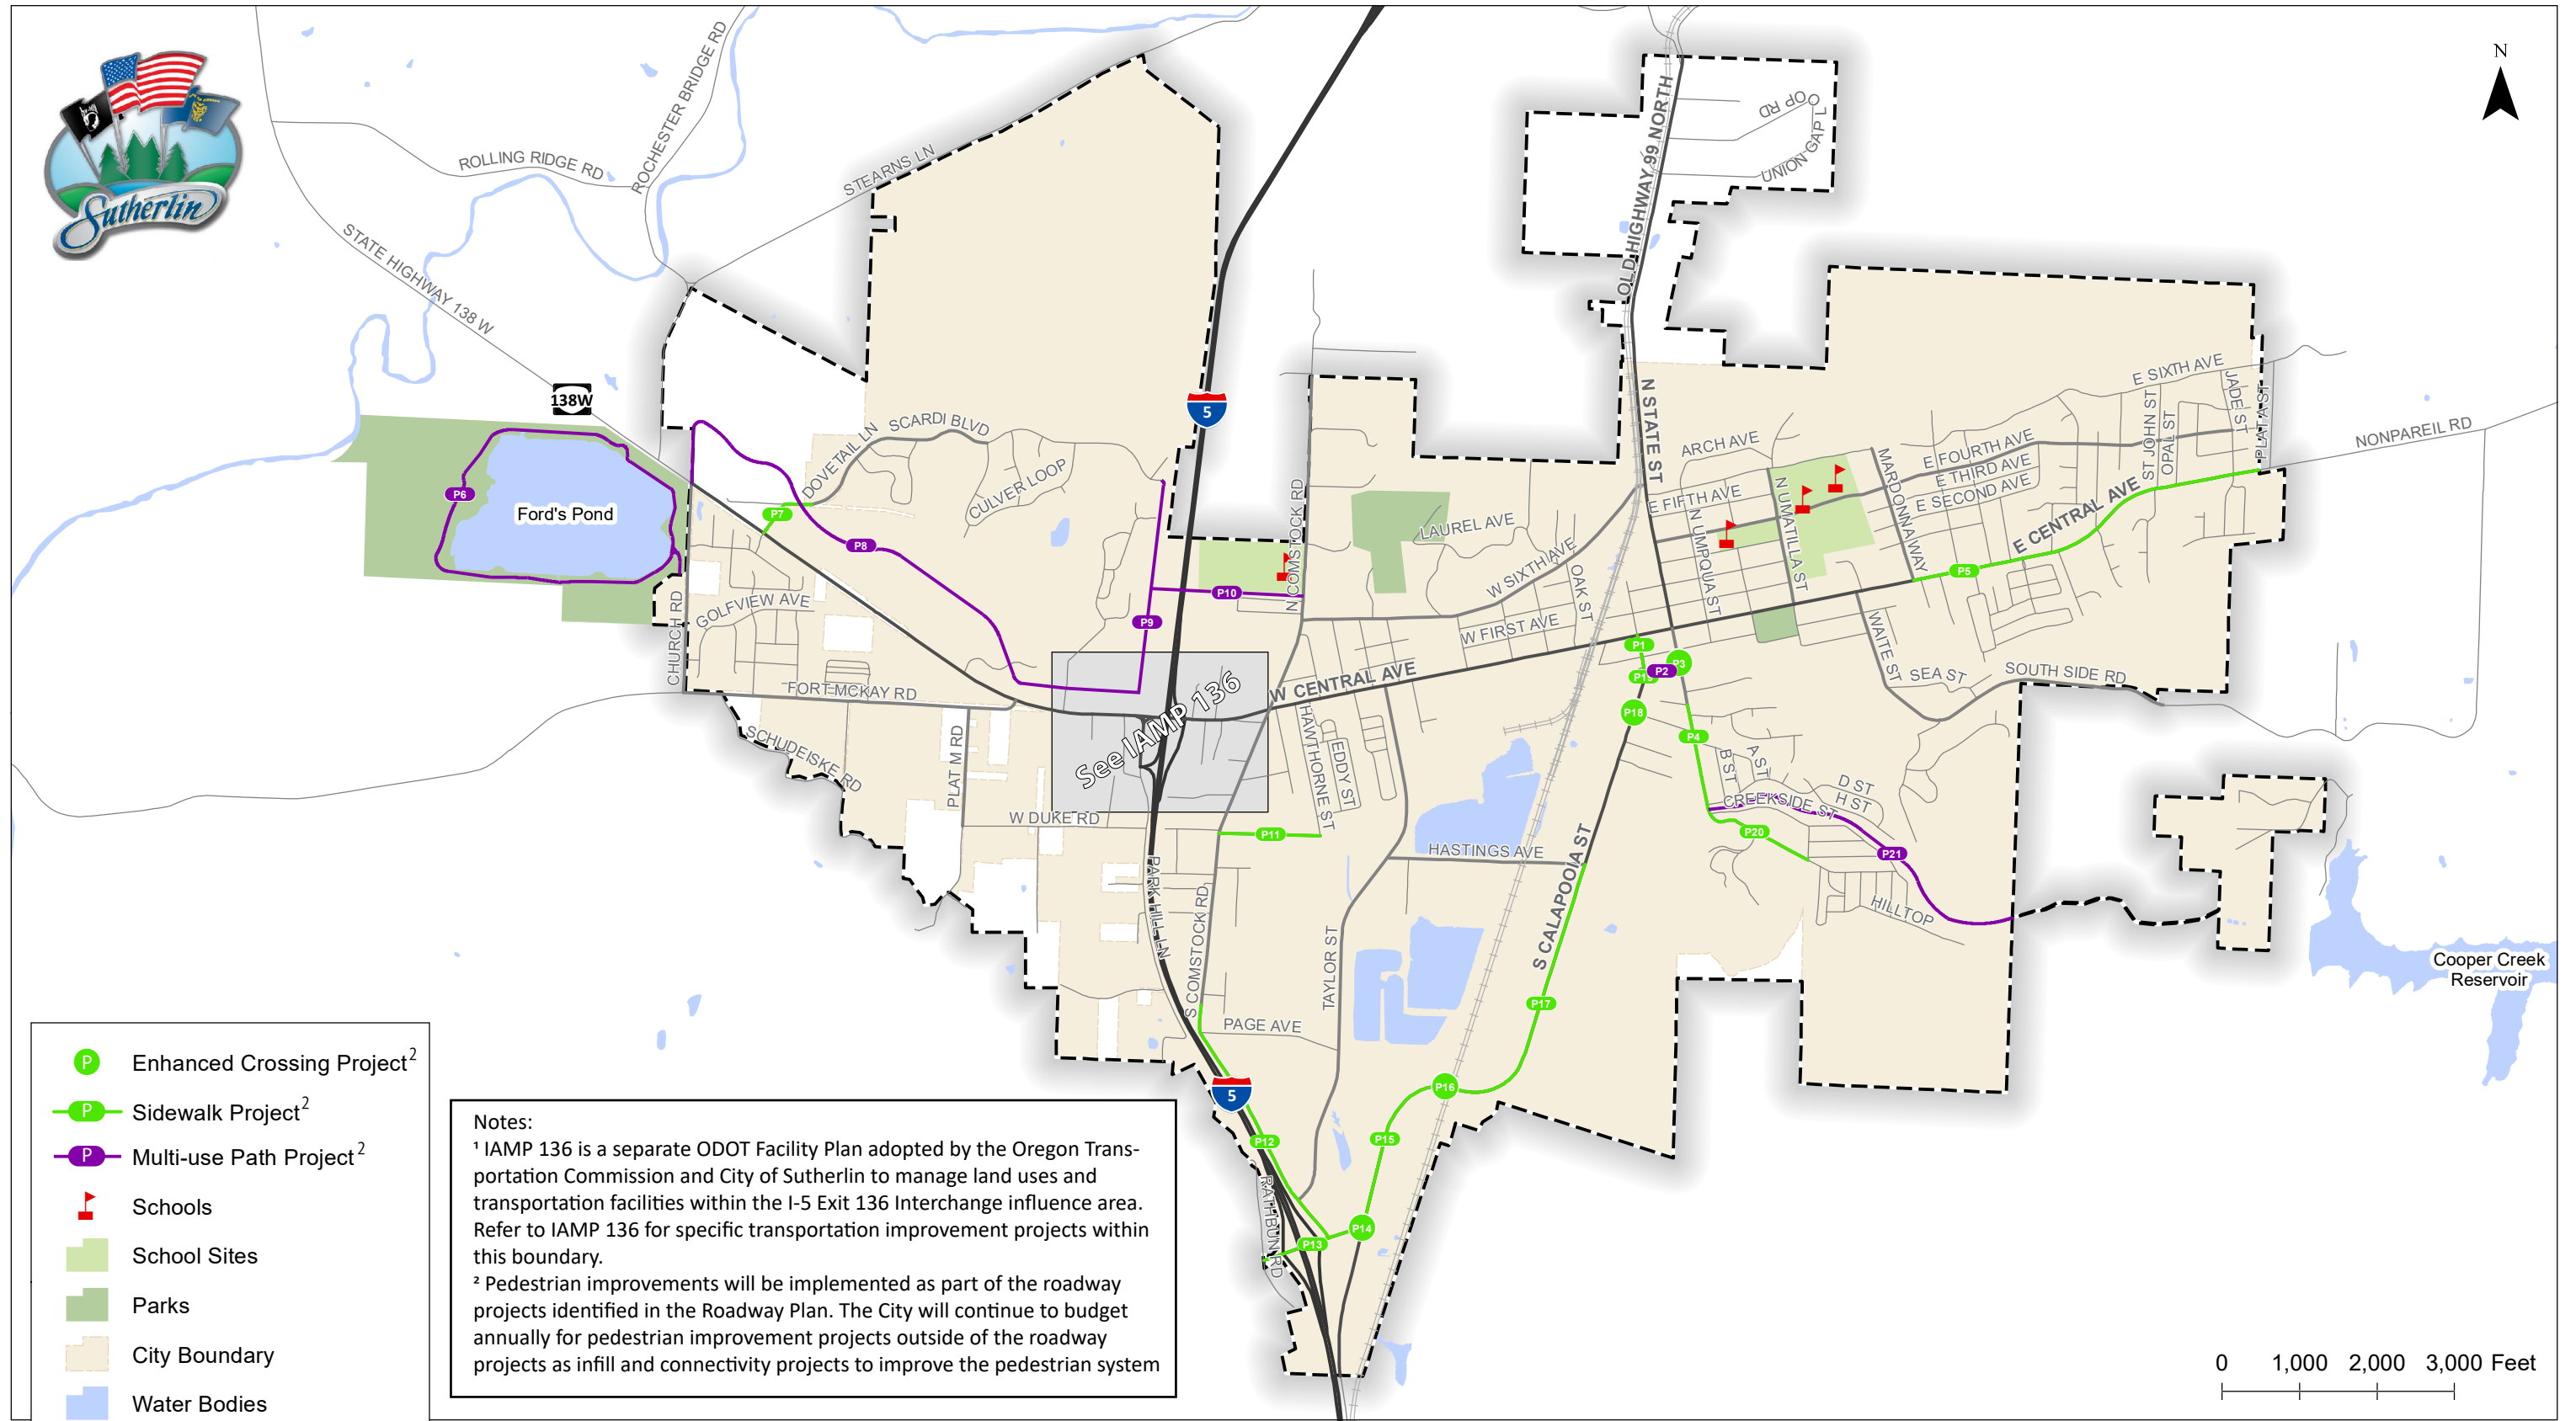 Sutherlin
N
ROLLING RIDGE RD
ROCHESTER BRIDGE RD
STEARNS LN
STATE HIGHWAY 138 W
138W
5
OLD HIGHWAY 99 NORTH
CO OP RD
UNION GAP L
N STATE ST
ARCH AVE
E SIXTH AVE
JADE ST
PLAT A ST
ST JOHN ST
OPAL ST
NONPAREIL RD
E FOURTH AVE
E THIRD AVE
E SECOND AVE
MARDONNA WAY
E FIFTH AVE
N UMPQUA ST
N UMATILLA ST
E CENTRAL AVE
P5
SCARDI BLVD
DOVETAIL LN
CULVER LOOP
P6
Ford's Pond
P7
P8
P9
P10
N COMSTOCK RD
LAUREL AVE
W SIXTH AVE
OAK ST
W FIRST AVE
W CENTRAL AVE
GOLFVIEW AVE
CHURCH RD
FORT MCKAY RD
SCHUDEISKE RD
PLAT M RD
W DUKE RD
See IAMP 136
HAWTHORNE ST
EDDY ST
P1
P2
P3
P18
P4
WAITE ST
SEA ST
SOUTH SIDE RD
B ST
A ST
D ST
H ST
CREEKSIDE ST
P20
P21
HILLTOP
P11
HASTINGS AVE
PARK HILL LN
S COMSTOCK RD
TAYLOR ST
S CALAPOOIA ST
P17
PAGE AVE
5
P12
P16
P15
P14
P13
RATHBUN RD
Cooper Creek
Reservoir
P Enhanced Crossing Project²
P Sidewalk Project²
P Multi-use Path Project²
Schools
School Sites
Parks
City Boundary
Water Bodies
Notes:
¹ IAMP 136 is a separate ODOT Facility Plan adopted by the Oregon Trans-
portation Commission and City of Sutherlin to manage land uses and
transportation facilities within the I-5 Exit 136 Interchange influence area.
Refer to IAMP 136 for specific transportation improvement projects within
this boundary.
² Pedestrian improvements will be implemented as part of the roadway
projects identified in the Roadway Plan. The City will continue to budget
annually for pedestrian improvement projects outside of the roadway
projects as infill and connectivity projects to improve the pedestrian system
0 1,000 2,000 3,000 Feet